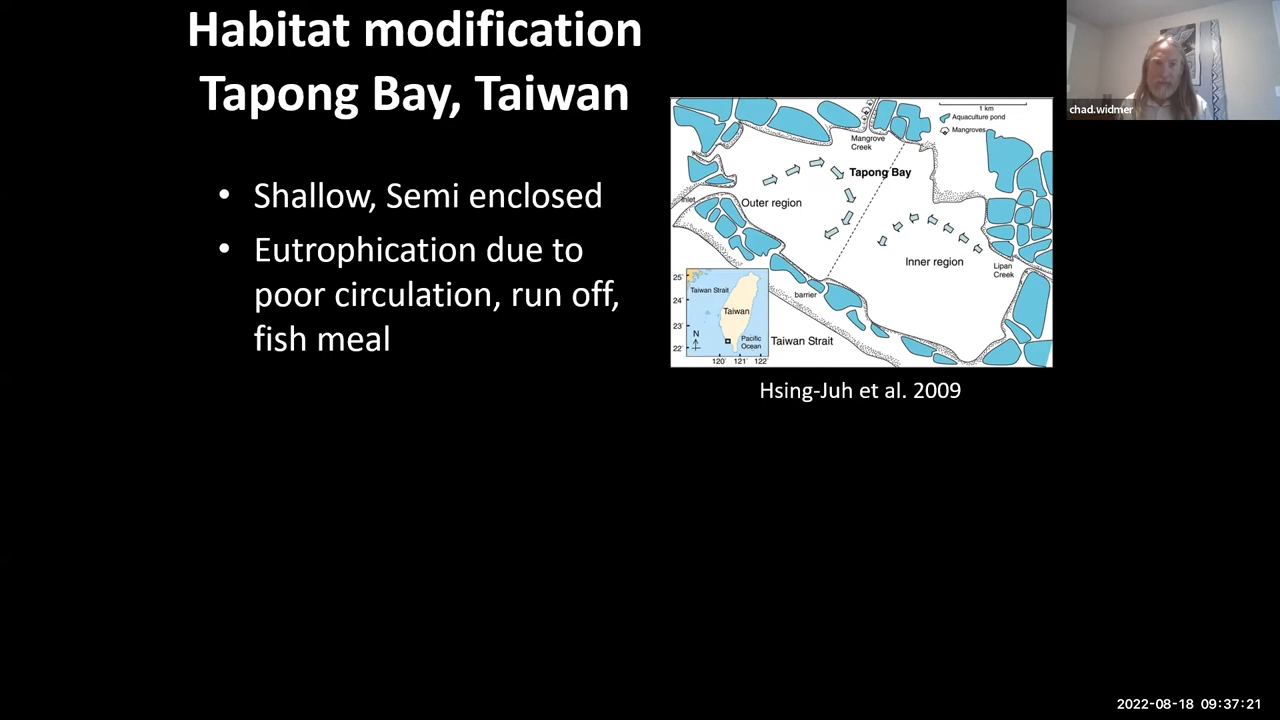 Habitat modification
Tapong Bay, Taiwan
• Shallow, Semi enclosed
• Eutrophication due to
poor circulation, run off,
fish meal
1 km
Aquaculture pond
Mangroves
Mangrove
Creek
Tapong Bay
Inlet
Outer region
Inner region
Lipan
Creek
barrier
Taiwan Strait
25°
24°
23°
22°
Taiwan Strait
Taiwan
N
Pacific
Ocean
120° 121° 122°
Hsing-Juh et al. 2009
chad.widmer
2022-08-18 09:37:21